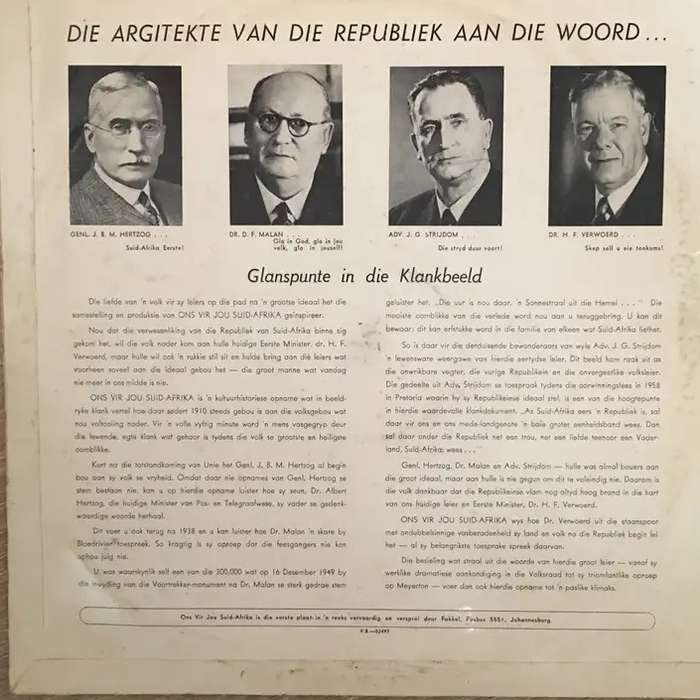 DIE ARGITEKTE VAN DIE REPUBLIEK AAN DIE WOORD...
GENL. J. B. M. HERTZOG ...
Suid-Afrika Eerste!
DR. D. F. MALAN ...
Glo in God, glo in jou
volk, glo in jouself!
ADV. J. G. STRIJDOM ...
Die stryd duur voort!
DR. H. F. VERWOERD ...
Skep self u eie toekoms!
Glanspunte in die Klankbeeld
Die liefde van 'n volk vir sy leiers op die pad na 'n grootse ideaal het die
samestelling en produksie van ONS VIR JOU SUID-AFRIKA geïnspireer.
Nou dat die verwesenliking van die Republiek van Suid-Afrika binne sig
gekom het, wil die volk nader kom aan hulle huidige Eerste Minister, dr. H. F.
Verwoerd, maar hulle wil ook 'n rukkie stil sit en hulde bring aan dié leiers wat
voorheen soveel aan die ideaal gebou het — die groot manne wat vandag
nie meer in ons midde is nie.
ONS VIR JOU SUID-AFRIKA is 'n kultuurhistoriese opname wat in beeld-
ryke klank vertel hoe daar sedert 1910 steeds gebou is aan die volksgebou wat
nou voltooiing nader. Vir 'n volle vyftig minute word 'n mens vasgegryp deur
die lewende, egte klank wat gehoor is tydens die volk se grootste en heiligste
oomblikke.
Kort na die totstandkoming van Unie het Genl. J. B. M. Hertzog al begin
bou aan sy volk se vryheid. Omdat daar nie opnames van Genl. Hertzog se
stem bestaan nie, kan u op hierdie opname luister hoe sy seun, Dr. Albert
Hertzog, die huidige Minister van Pos- en Telegraafwese, sy vader se gedenk-
waardige woorde herhaal.
Dit voer u ook terug na 1938 en u kan luister hoe Dr. Malan 'n skare by
Bloedrivier toespreek. So kragtig is sy oproep dat die feesgangers nie kan
ophou juig nie.
U was waarskynlik self een van die 300,000 wat op 16 Desember 1949 by
die inwyding van die Voortrekker-monument na Dr. Malan se sterk gedrae stem
geluister het: „Die uur is nou daar, 'n Sonnestraal uit die Hemel . . ." Die
mooiste oomblikke van die verlede word nou aan u teruggebring. U kan dit
bewaar: dit kan erfstukke word in die familie van elkeen wat Suid-Afrika liefhet.
So is daar vir die derduisende bewonderaars van wyle Adv. J. G. Strijdom
'n lewensware weergawe van hierdie eertydse leier. Dit beeld hom raak uit as
die onwrikbare vegter, die vurige Republikein en die onvergeetlike volksleier.
Die gedeelte uit Adv. Strijdom se toespraak tydens die oorwinningsfees in 1958
in Pretoria waarin hy sy Republikeinse ideaal stel, is een van die hoogtepunte
in hierdie waardevolle klankdokument. „As Suid-Afrika eers 'n Republiek is, sal
daar vir ons en ons mede-landgenote 'n baie groter eenheidsband wees. Dan
sal daar onder die Republiek net een trou, net een liefde teenoor een Vader-
land, Suid-Afrika; wees . . ."
Genl. Hertzog, Dr. Malan en Adv. Strijdom — hulle was almal bouers aan
die groot ideaal, maar aan hulle is nie gegun om dit te voleindig nie. Daarom is
die volk dankbaar dat die Republikeinse vlam nog altyd hoog brand in die hart
van ons huidige leier en Eerste Minister, Dr. H. F. Verwoerd.
ONS VIR JOU SUID-AFRIKA wys hoe Dr. Verwoerd uit die staanspoor
met ondubbelsinnige vasberadenheid sy land en volk na die Republiek begin lei
het — al sy belangrikste toesprake spreek daarvan.
Die besieling wat straal uit die woorde van hierdie groot leier — vanaf sy
werklike dramatiese aankondiging in die Volksraad tot sy triomfantlike oproep
op Meyerton — voer dan ook hierdie opname tot 'n paslike klimaks.
Ons Vir Jou Suid-Afrika is die eerste plaat in 'n reeks vervaardig en versprei deur Fakkel, Posbus 5551, Johannesburg